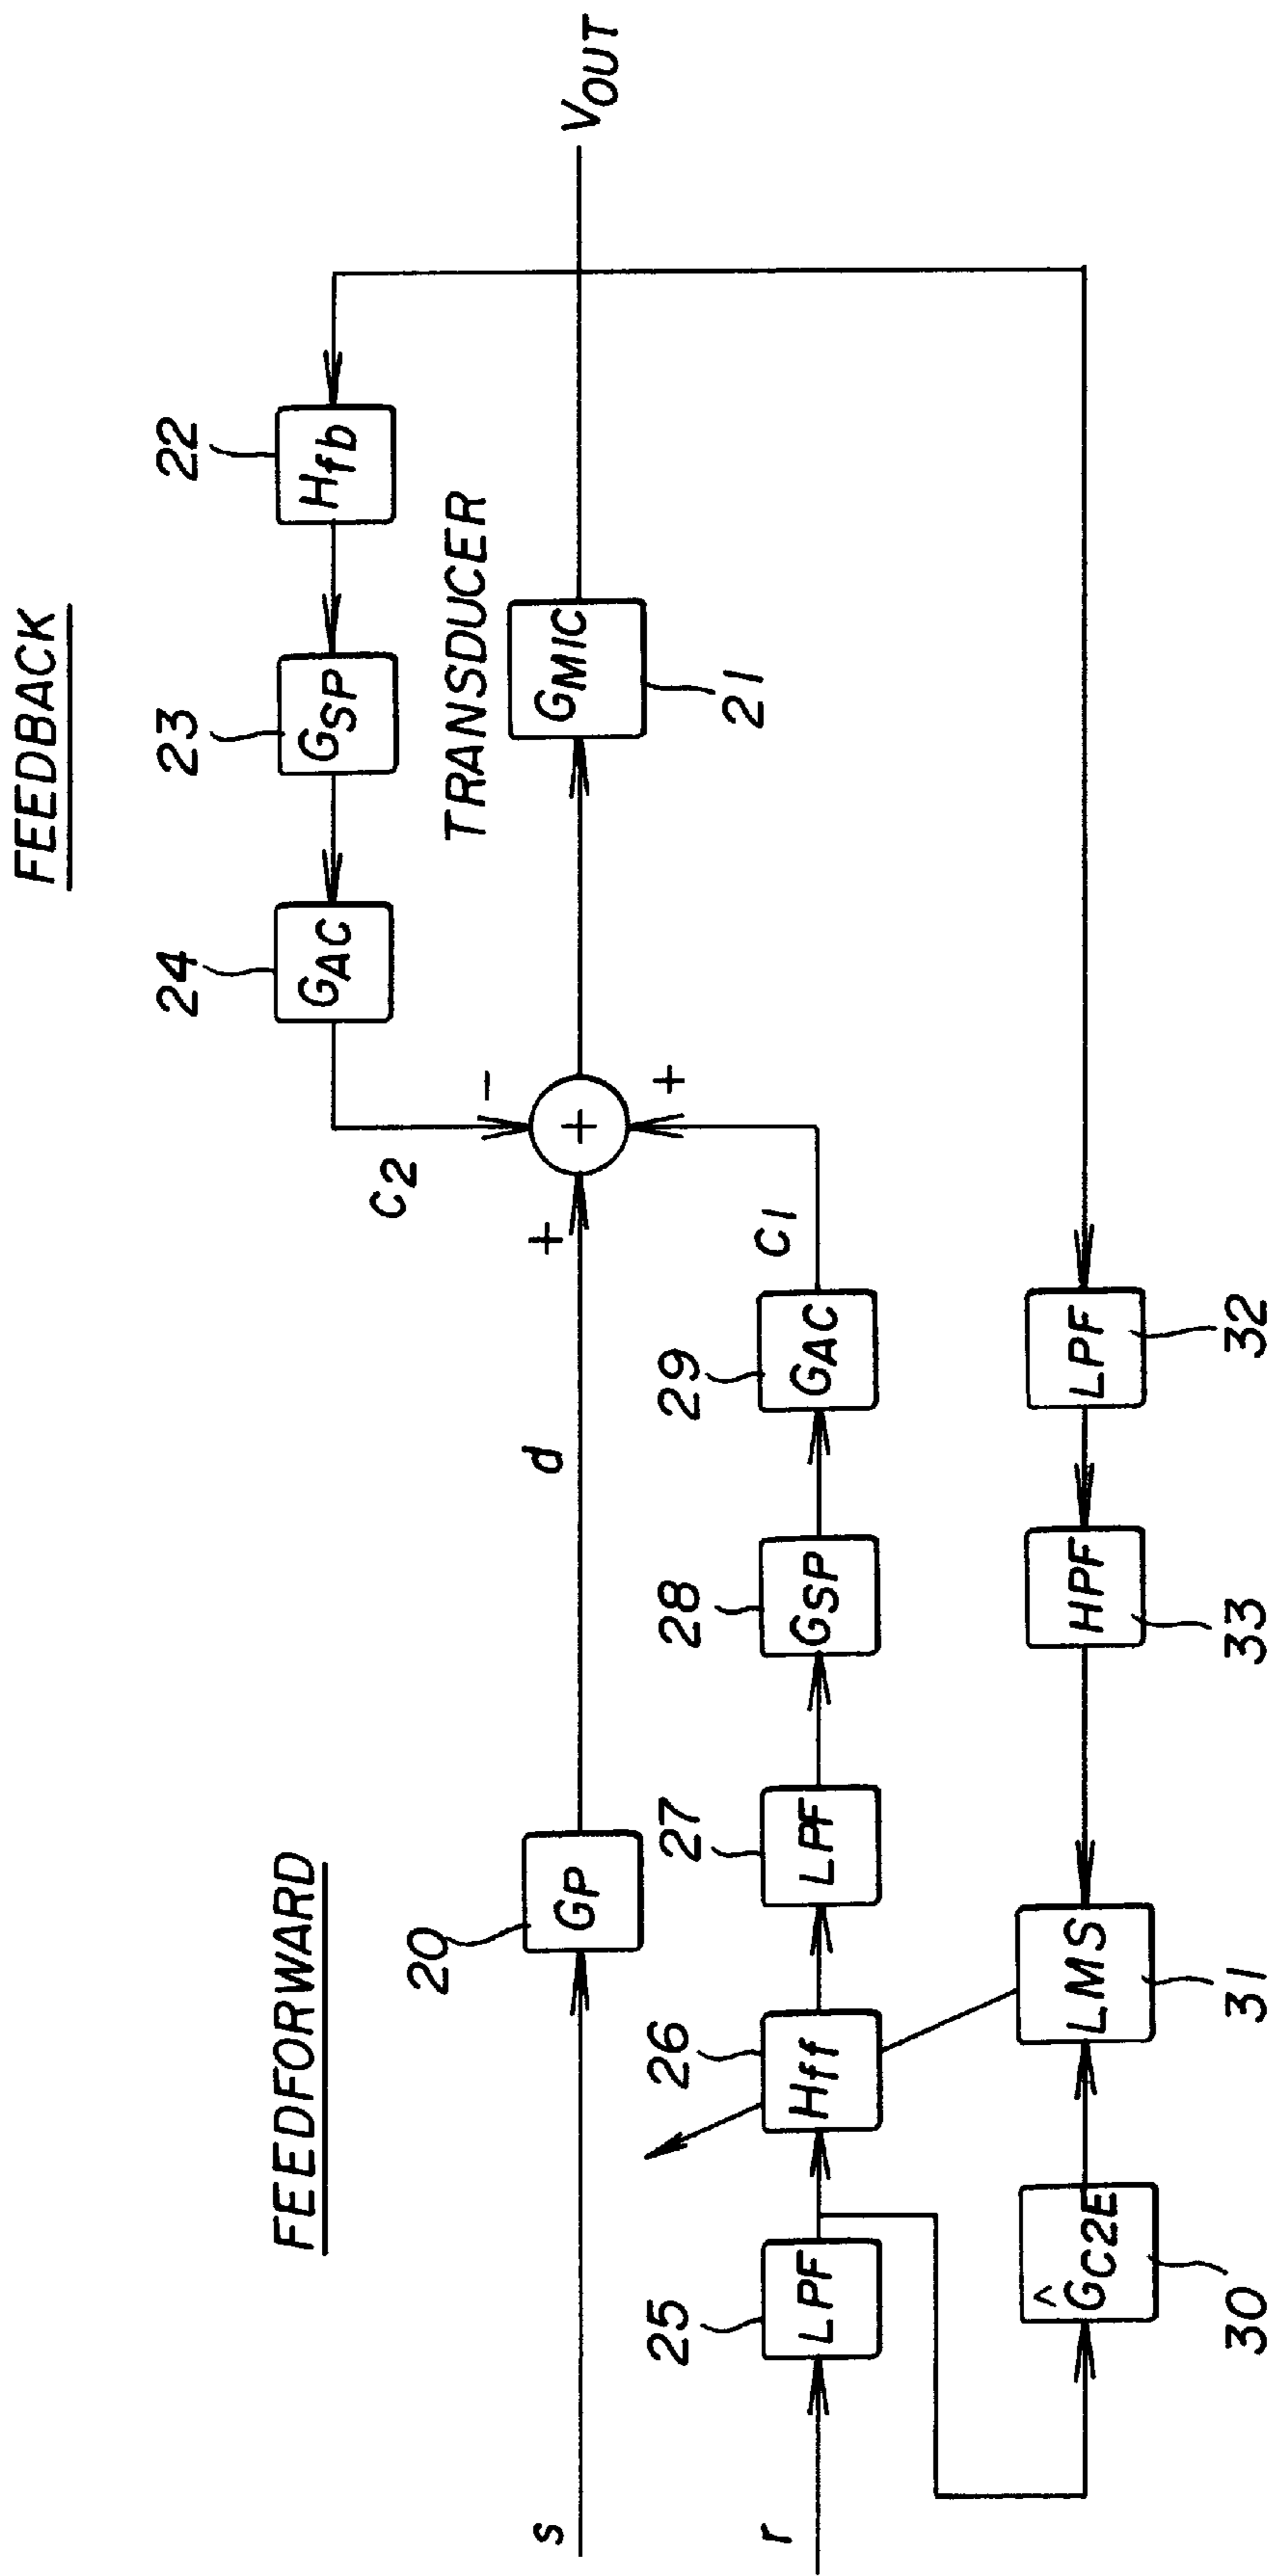 FEEDBACK
FEEDFORWARD
TRANSDUCER
24
23
22
GAC
GSP
Hfb
C2
-
s
20
GP
d
+
+
GMIC
21
VOUT
+
C1
r
25
26
27
28
29
LPF
Hff
LPF
GSP
GAC
ĜC2E
LMS
HPF
LPF
30
31
33
32